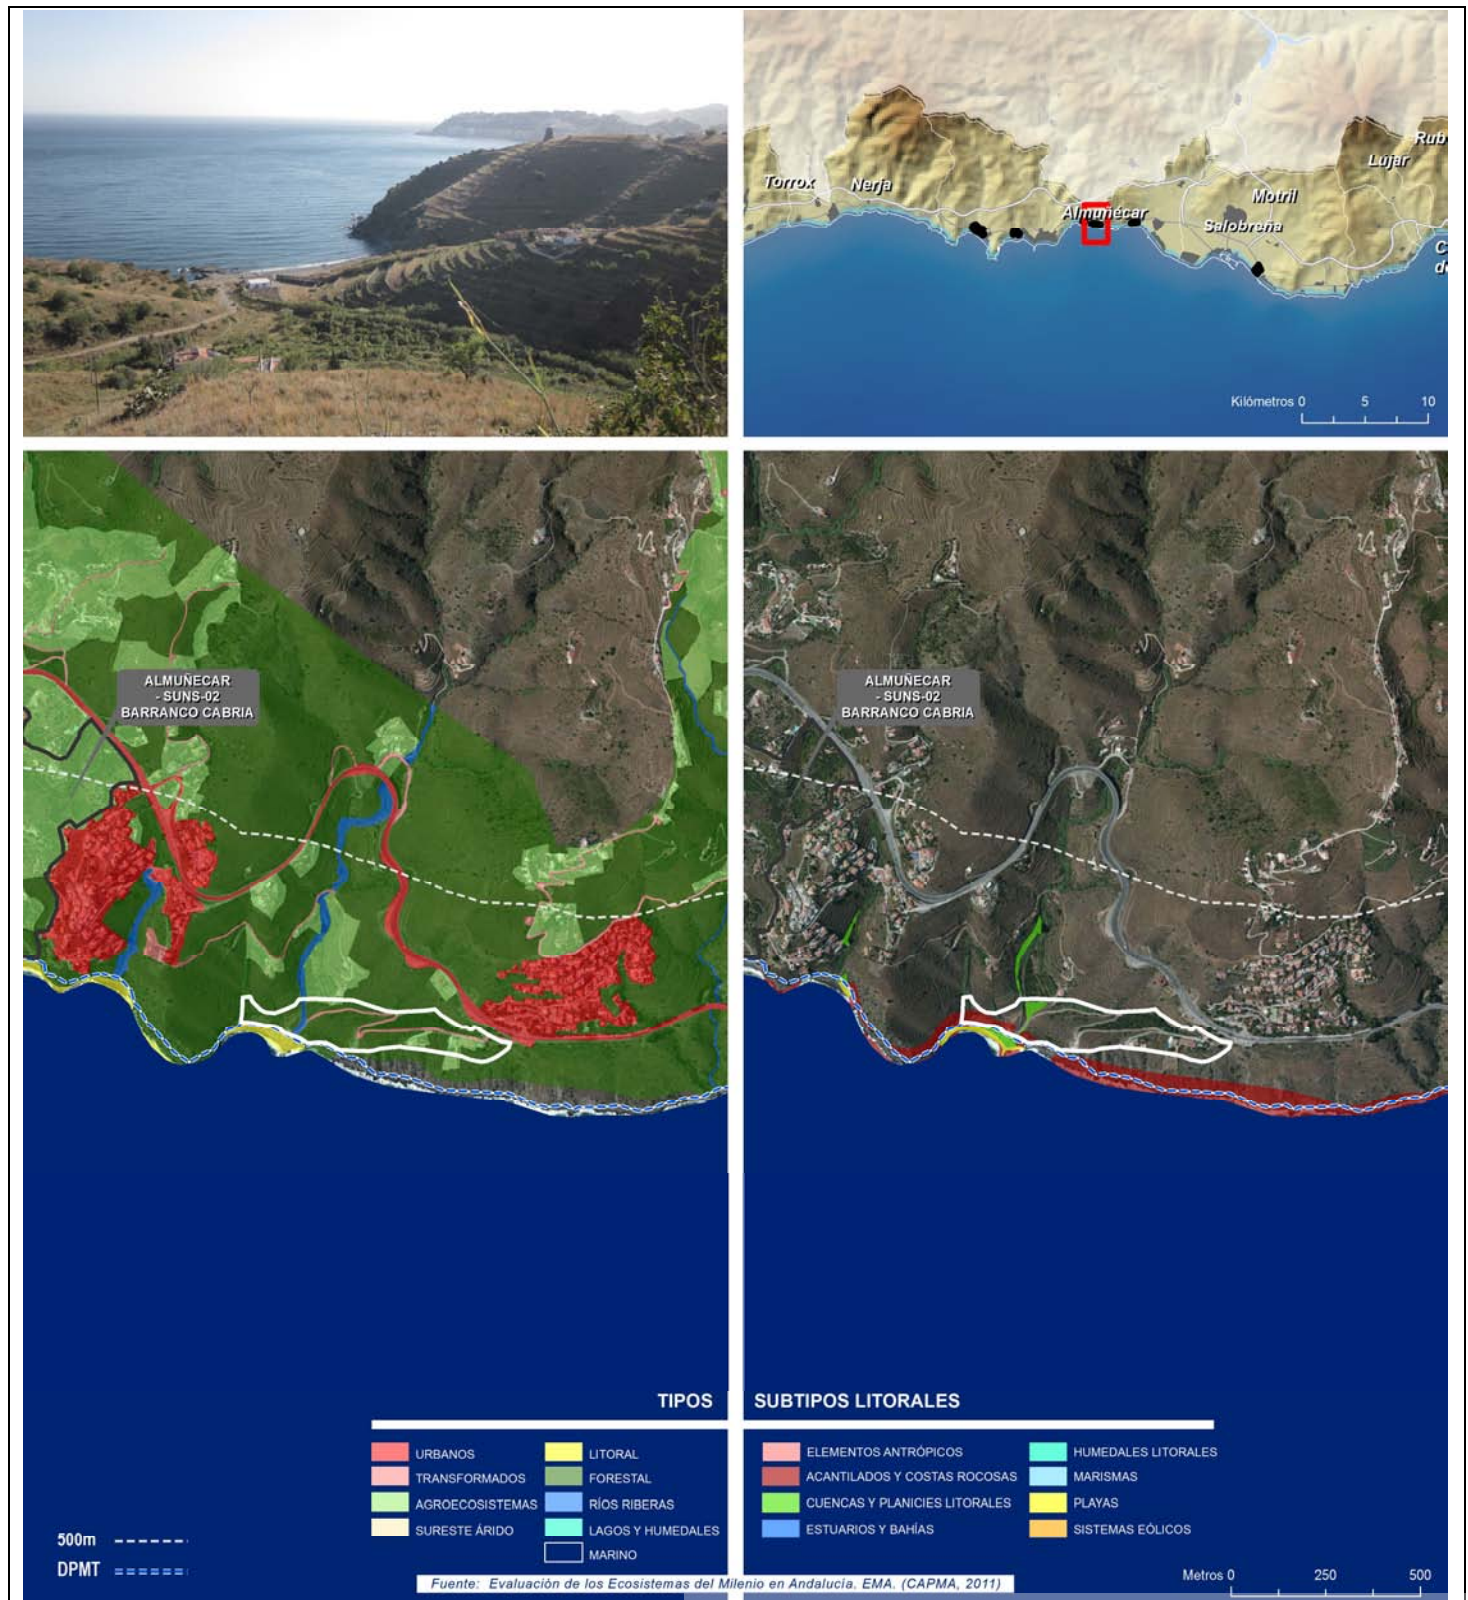 Torrox
Nerja
Almuñécar
Salobreña
Motril
Lújar
Rub
C
de
Kilómetros 0 5 10
ALMUÑECAR
- SUNS-02
BARRANCO CABRIA
ALMUÑECAR
- SUNS-02
BARRANCO CABRIA
TIPOS
URBANOS
TRANSFORMADOS
AGROECOSISTEMAS
SURESTE ÁRIDO
LITORAL
FORESTAL
RÍOS RIBERAS
LAGOS Y HUMEDALES
MARINO
500m
DPMT
SUBTIPOS LITORALES
ELEMENTOS ANTRÓPICOS
ACANTILADOS Y COSTAS ROCOSAS
CUENCAS Y PLANICIES LITORALES
ESTUARIOS Y BAHÍAS
HUMEDALES LITORALES
MARISMAS
PLAYAS
SISTEMAS EÓLICOS
Fuente: Evaluación de los Ecosistemas del Milenio en Andalucía. EMA. (CAPMA, 2011)
Metros 0 250 500